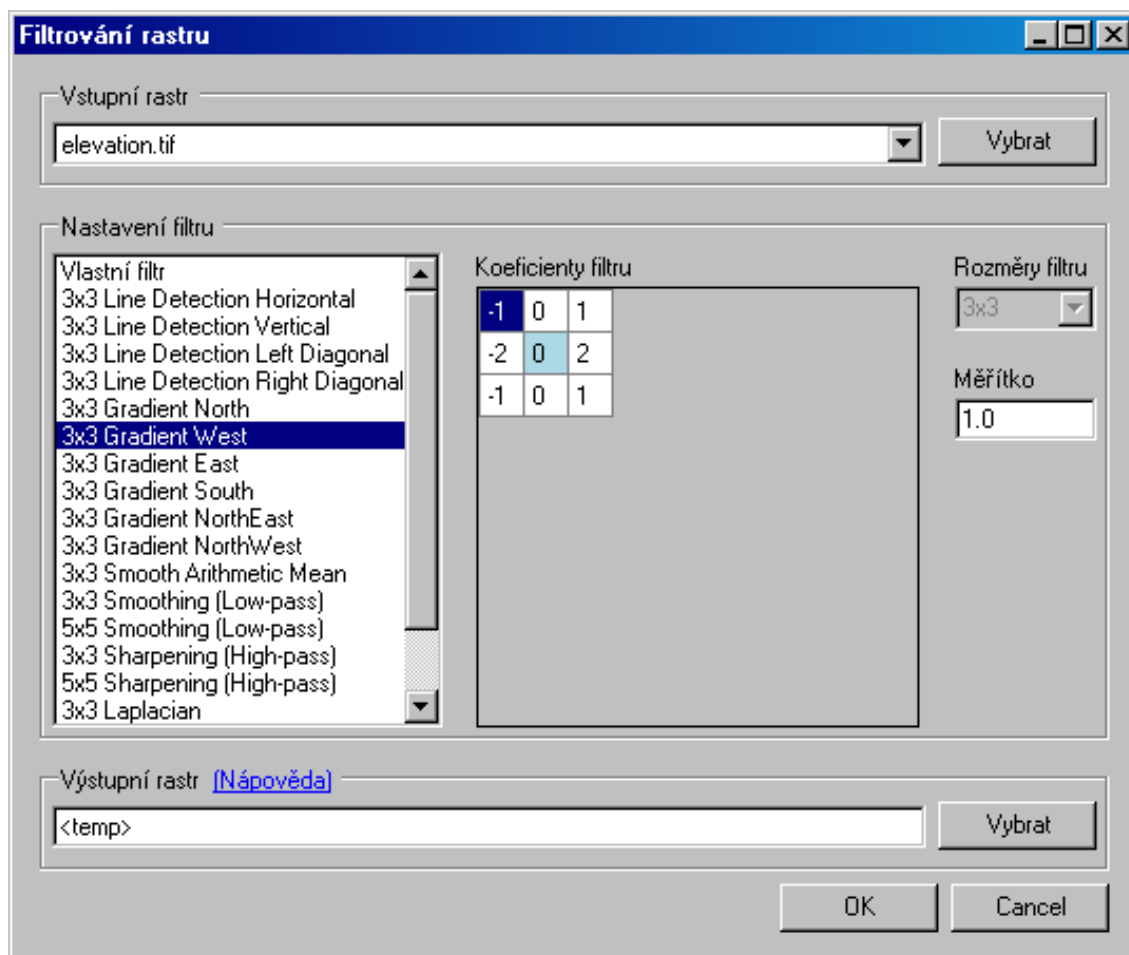 Filtrování rastru
Vstupní rastr
elevation.tif
Vybrat
Nastavení filtru
Vlastní filtr
3x3 Line Detection Horizontal
3x3 Line Detection Vertical
3x3 Line Detection Left Diagonal
3x3 Line Detection Right Diagonal
3x3 Gradient North
3x3 Gradient West
3x3 Gradient East
3x3 Gradient South
3x3 Gradient NorthEast
3x3 Gradient NorthWest
3x3 Smooth Arithmetic Mean
3x3 Smoothing (Low-pass)
5x5 Smoothing (Low-pass)
3x3 Sharpening (High-pass)
5x5 Sharpening (High-pass)
3x3 Laplacian
Koeficienty filtru
-1 0 1
-2 0 2
-1 0 1
Rozměry filtru
3x3
Měřítko
1.0
Výstupní rastr (Nápověda)
<temp>
Vybrat
OK Cancel